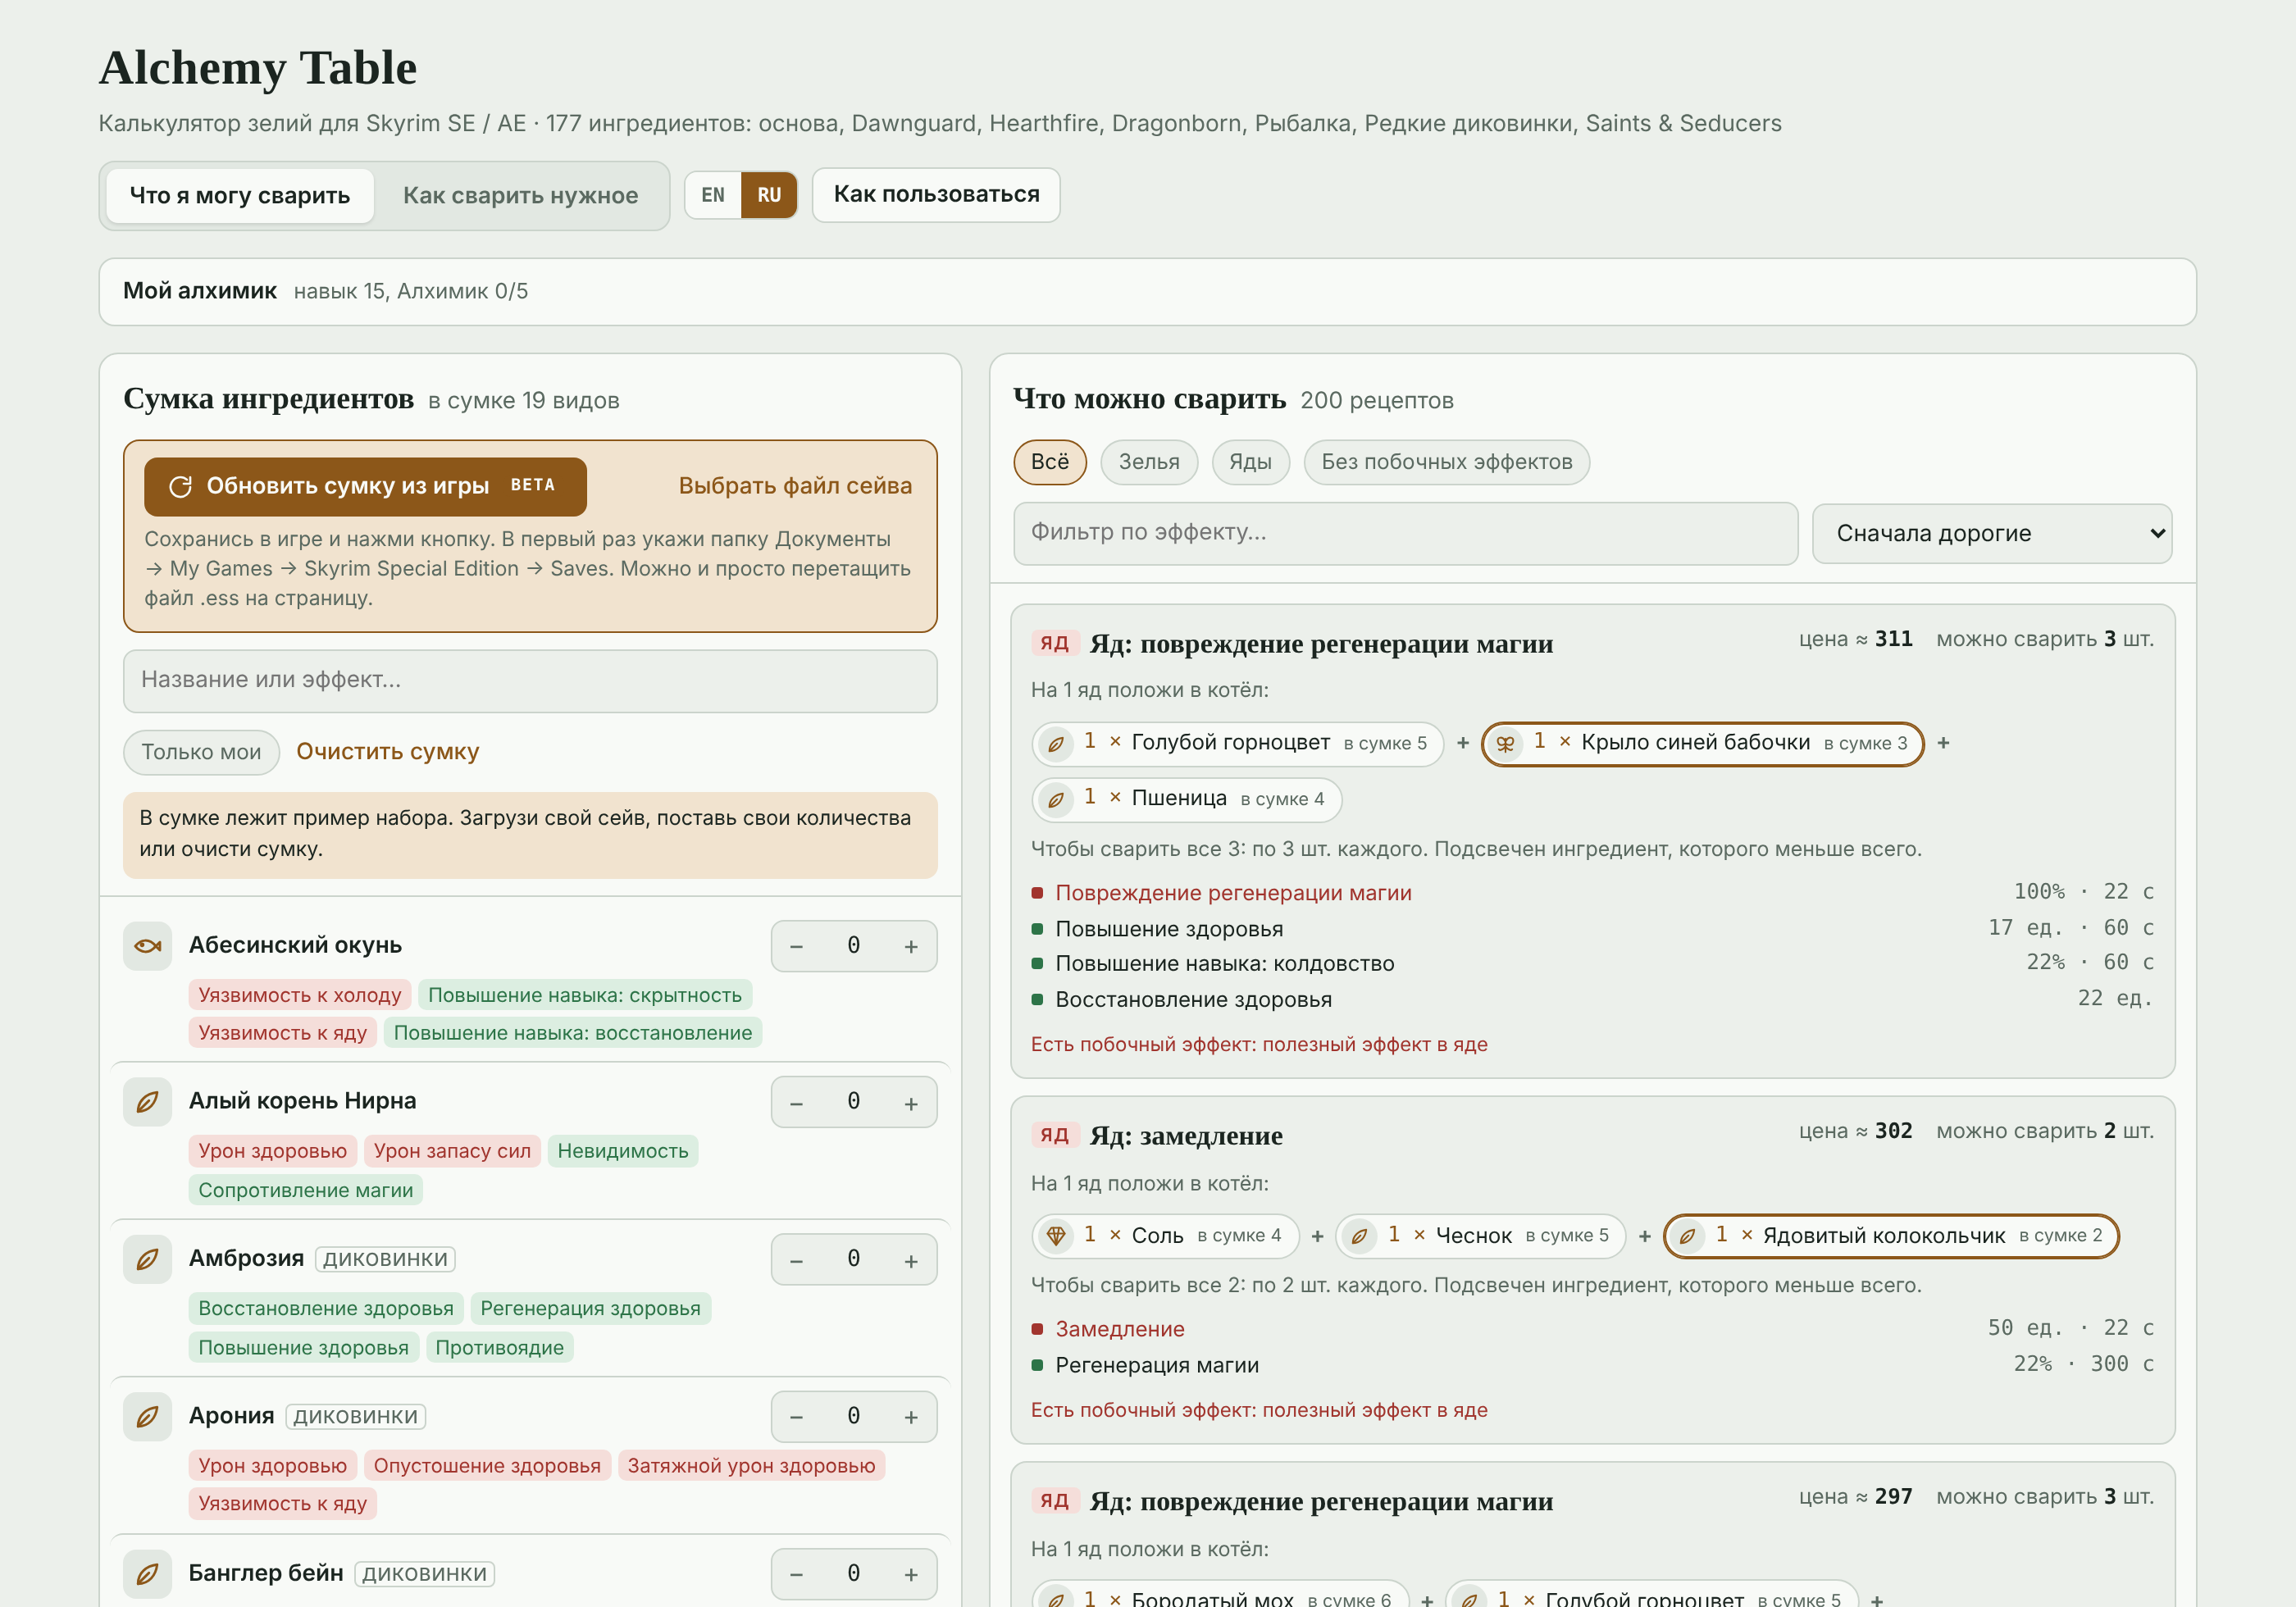 Alchemy Table
Калькулятор зелий для Skyrim SE / AE · 177 ингредиентов: основа, Dawnguard, Hearthfire, Dragonborn, Рыбалка, Редкие диковинки, Saints & Seducers
Что я могу сварить Как сварить нужное EN RU Как пользоваться
Мой алхимик навык 15, Алхимик 0/5
Сумка ингредиентов в сумке 19 видов
Обновить сумку из игры BETA Выбрать файл сейва
Сохранись в игре и нажми кнопку. В первый раз укажи папку Документы
→ My Games → Skyrim Special Edition → Saves. Можно и просто перетащить
файл .ess на страницу.
Название или эффект...
Только мои Очистить сумку
В сумке лежит пример набора. Загрузи свой сейв, поставь свои количества
или очисти сумку.
Абесинский окунь − 0 +
Уязвимость к холоду Повышение навыка: скрытность
Уязвимость к яду Повышение навыка: восстановление
Алый корень Нирна − 0 +
Урон здоровью Урон запасу сил Невидимость
Сопротивление магии
Амброзия ДИКОВИНКИ − 0 +
Восстановление здоровья Регенерация здоровья
Повышение здоровья Противоядие
Арония ДИКОВИНКИ − 0 +
Урон здоровью Опустошение здоровья Затяжной урон здоровью
Уязвимость к яду
Банглер бейн ДИКОВИНКИ − 0 +
Что можно сварить 200 рецептов
Всё Зелья Яды Без побочных эффектов
Фильтр по эффекту... Сначала дорогие
ЯД Яд: повреждение регенерации магии цена ≈ 311 можно сварить 3 шт.
На 1 яд положи в котёл:
1 × Голубой горноцвет в сумке 5 + 1 × Крыло синей бабочки в сумке 3 +
1 × Пшеница в сумке 4
Чтобы сварить все 3: по 3 шт. каждого. Подсвечен ингредиент, которого меньше всего.
Повреждение регенерации магии 100% · 22 с
Повышение здоровья 17 ед. · 60 с
Повышение навыка: колдовство 22% · 60 с
Восстановление здоровья 22 ед.
Есть побочный эффект: полезный эффект в яде
ЯД Яд: замедление цена ≈ 302 можно сварить 2 шт.
На 1 яд положи в котёл:
1 × Соль в сумке 4 + 1 × Чеснок в сумке 5 + 1 × Ядовитый колокольчик в сумке 2
Чтобы сварить все 2: по 2 шт. каждого. Подсвечен ингредиент, которого меньше всего.
Замедление 50 ед. · 22 с
Регенерация магии 22% · 300 с
Есть побочный эффект: полезный эффект в яде
ЯД Яд: повреждение регенерации магии цена ≈ 297 можно сварить 3 шт.
На 1 яд положи в котёл:
1 × Бородатый мох в сумке 6 + 1 × Голубой горноцвет в сумке 5 +